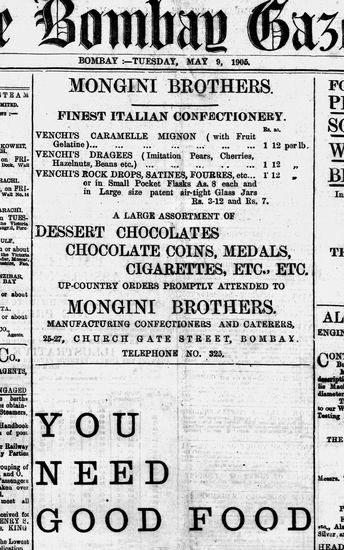 e Bombay Gaze
BOMBAY :—TUESDAY, MAY 9, 1905.
MONGINI BROTHERS.
FINEST ITALIAN CONFECTIONERY.
Rs. as.
VENCHI'S CARAMELLE MIGNON (with Fruit
Gelatine)... ... ... ... ... 1 12 per lb.
VENCHI'S DRAGEES (Imitation Pears, Cherries,
Hazelnuts, Beans etc.) ... ... ... 1 12 „
VENCHI'S ROCK DROPS, SATINES, FOURRES, etc... 1 12 „
or in Small Pocket Flasks As. 8 each and
in Large size patent air-tight Glass Jars
Rs. 3-12 and Rs. 7.
A LARGE ASSORTMENT OF
DESSERT CHOCOLATES
CHOCOLATE COINS, MEDALS,
CIGARETTES, ETC., ETC.
UP-COUNTRY ORDERS PROMPTLY ATTENDED TO
MONGINI BROTHERS.
MANUFACTURING CONFECTIONERS AND CATERERS,
25-27, CHURCH GATE STREET, BOMBAY.
TELEPHONE NO. 325.
YOU
NEED
GOOD FOOD